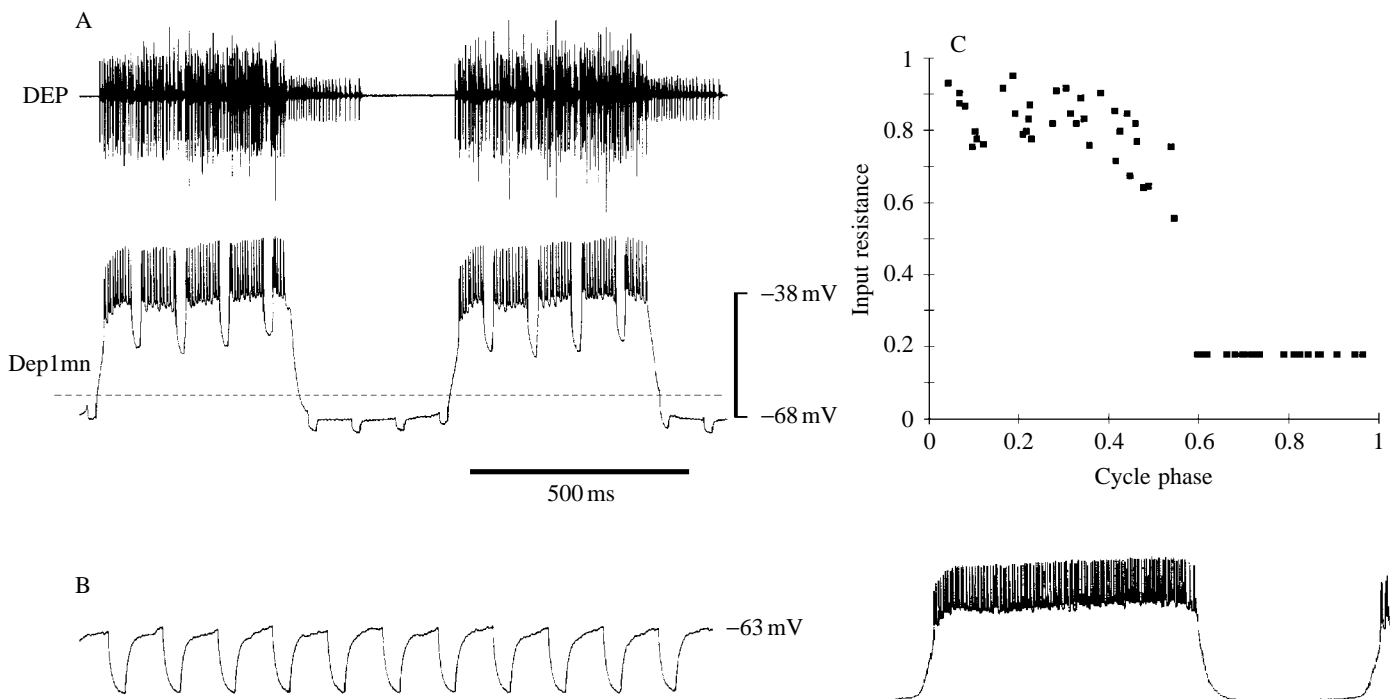 A
DEP
Dep1mn
−38 mV
−68 mV
500 ms
B
−63 mV
C
Input resistance
1
0.8
0.6
0.4
0.2
0
0
0.2
0.4
0.6
0.8
1
Cycle phase